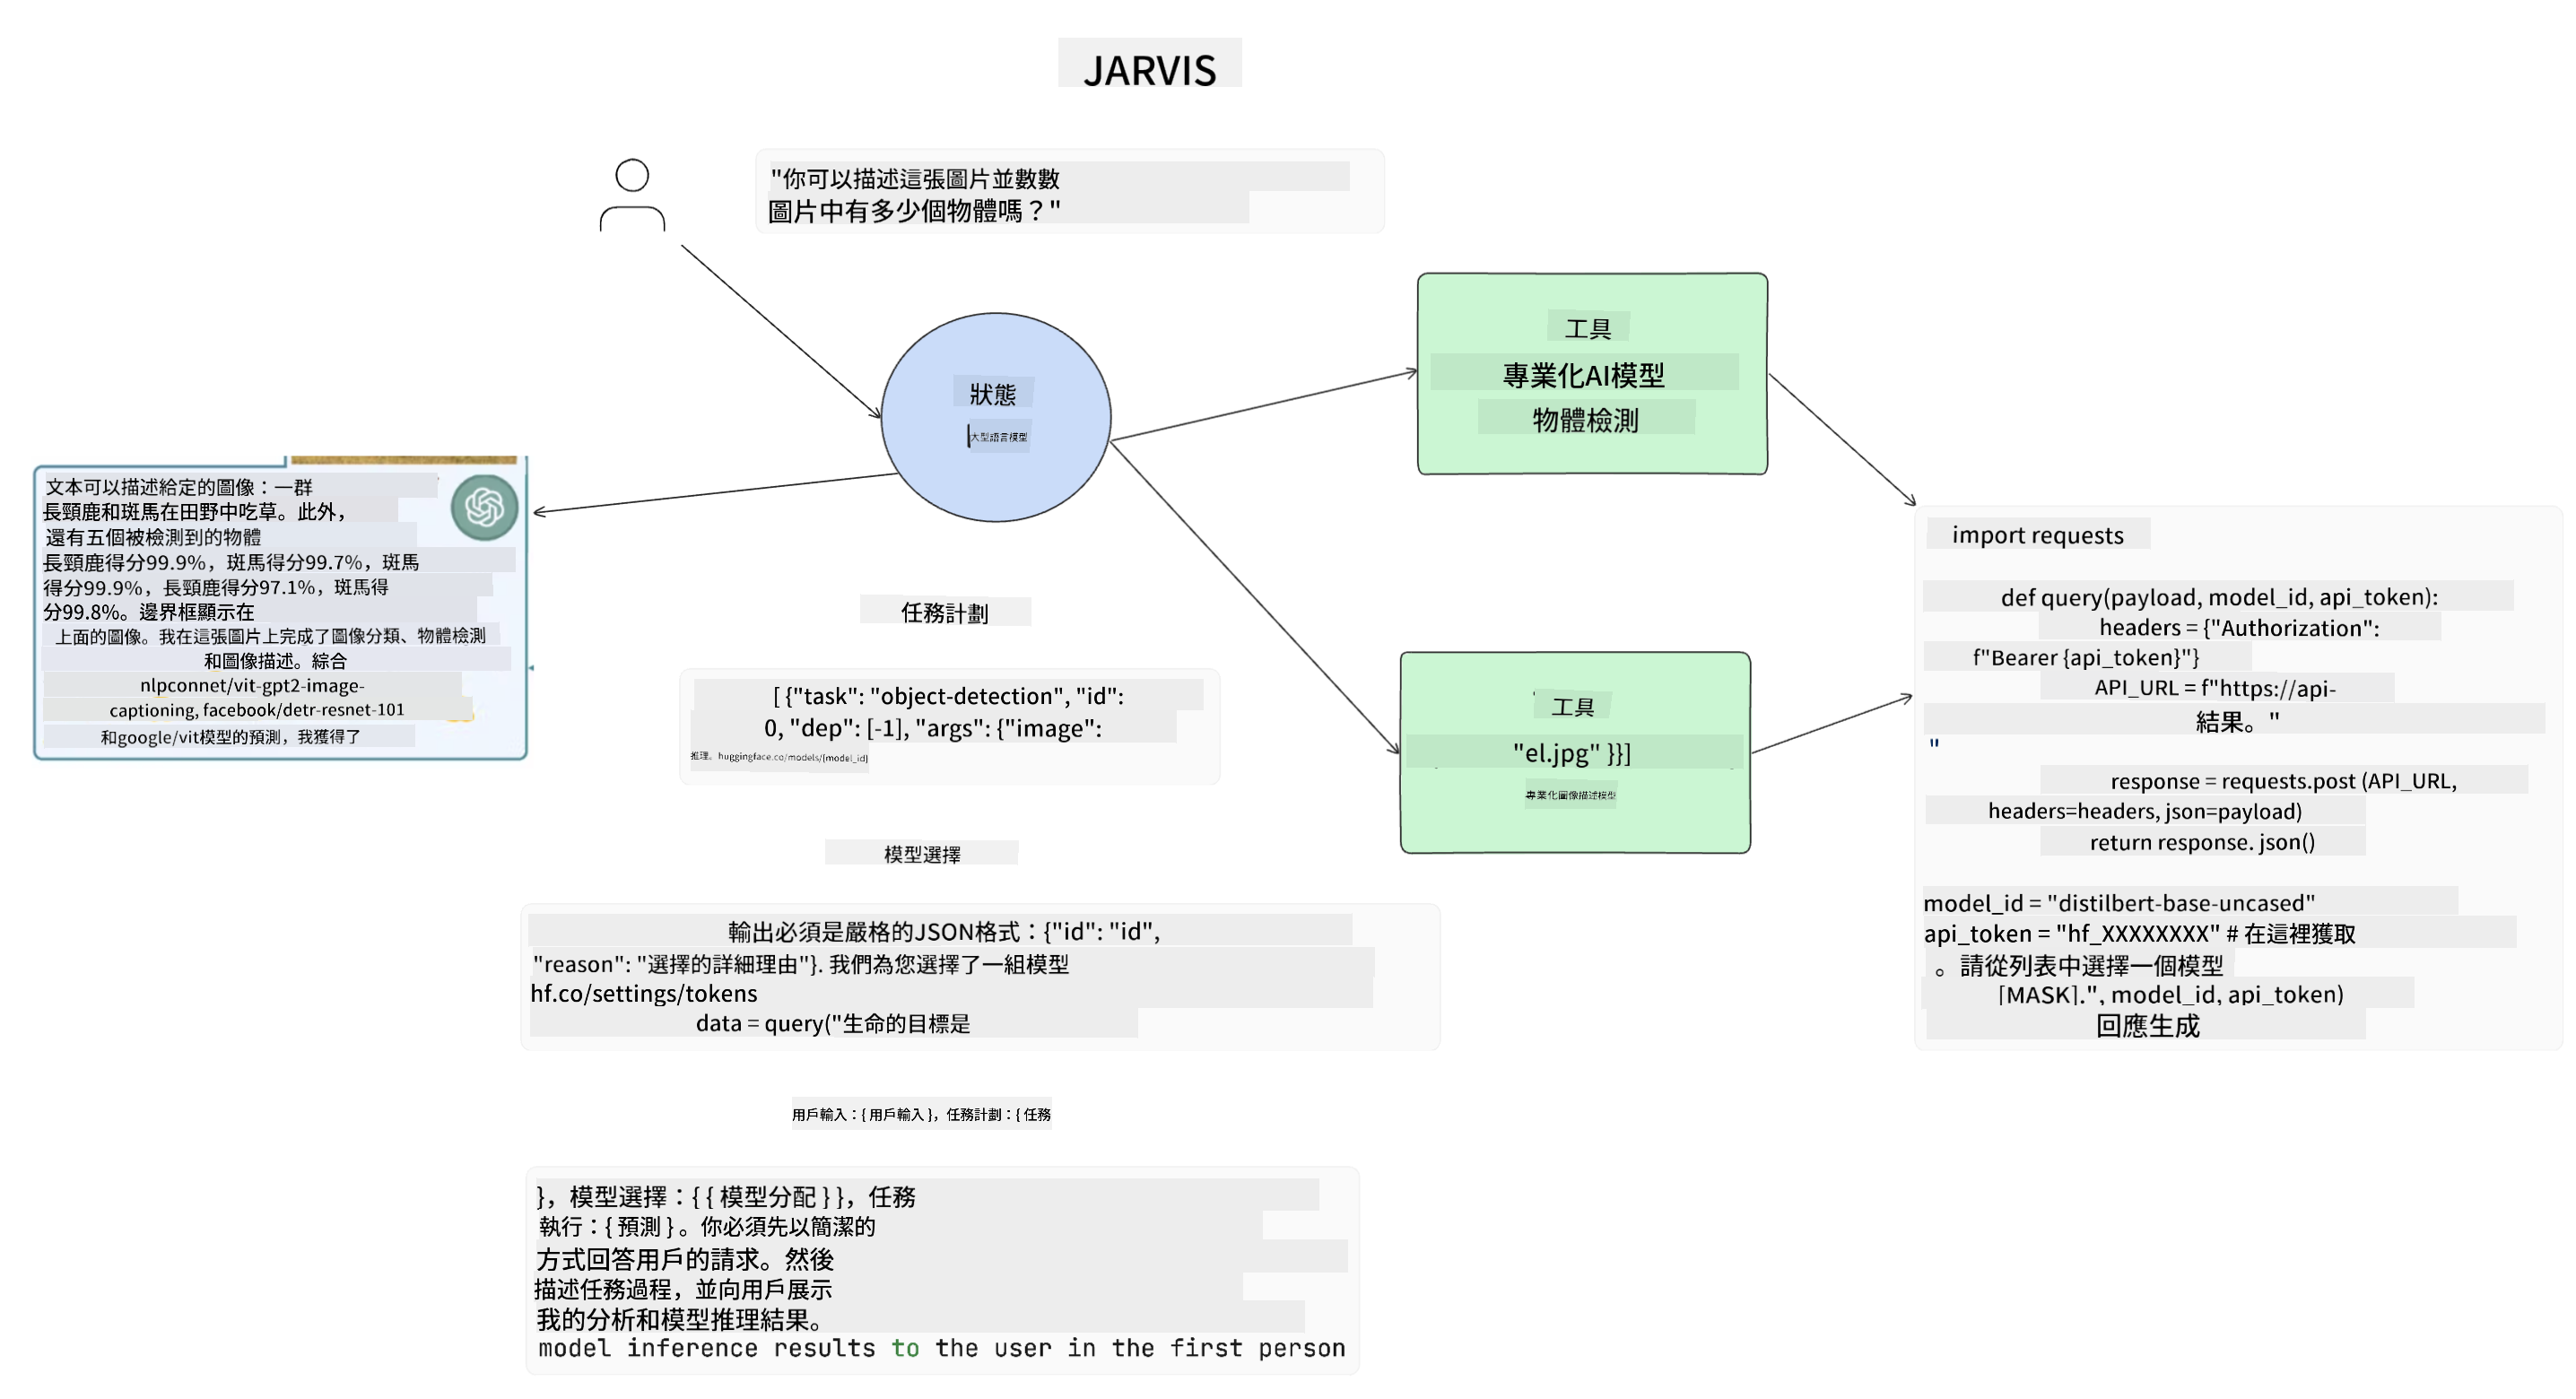 JARVIS
"你可以描述這張圖片並數數
圖片中有多少個物體嗎？"
狀態
大型語言模型
工具
專業化AI模型
物體檢測
文本可以描述給定的圖像：一群
長頸鹿和斑馬在田野中吃草。此外，
還有五個被檢測到的物體
長頸鹿得分99.9%，斑馬得分99.7%，斑馬
得分99.9%，長頸鹿得分97.1%，斑馬得
分99.8%。邊界框顯示在
上面的圖像。我在這張圖片上完成了圖像分類、物體檢測
和圖像描述。綜合
nlpconnet/vit-gpt2-image-
captioning, facebook/detr-resnet-101
和google/vit模型的預測，我獲得了
任務計劃
[ {"task": "object-detection", "id":
0, "dep": [-1], "args": {"image":
推理。huggingface.co/models/{model_id}
工具
"el.jpg" }}]
專業化圖像描述模型
import requests
def query(payload, model_id, api_token):
headers = {"Authorization":
f"Bearer {api_token}"}
API_URL = f"https://api-
結果。"
"
response = requests.post (API_URL,
headers=headers, json=payload)
return response. json()
model_id = "distilbert-base-uncased"
api_token = "hf_XXXXXXXX" # 在這裡獲取
。請從列表中選擇一個模型
[MASK].", model_id, api_token)
回應生成
模型選擇
輸出必須是嚴格的JSON格式：{"id": "id",
"reason": "選擇的詳細理由"}. 我們為您選擇了一組模型
hf.co/settings/tokens
data = query("生命的目標是
用戶輸入：{ 用戶輸入 }，任務計劃：{ 任務
}，模型選擇：{ { 模型分配 } }，任務
執行：{ 預測 } 。你必須先以簡潔的
方式回答用戶的請求。然後
描述任務過程，並向用戶展示
我的分析和模型推理結果。
model inference results to the user in the first person